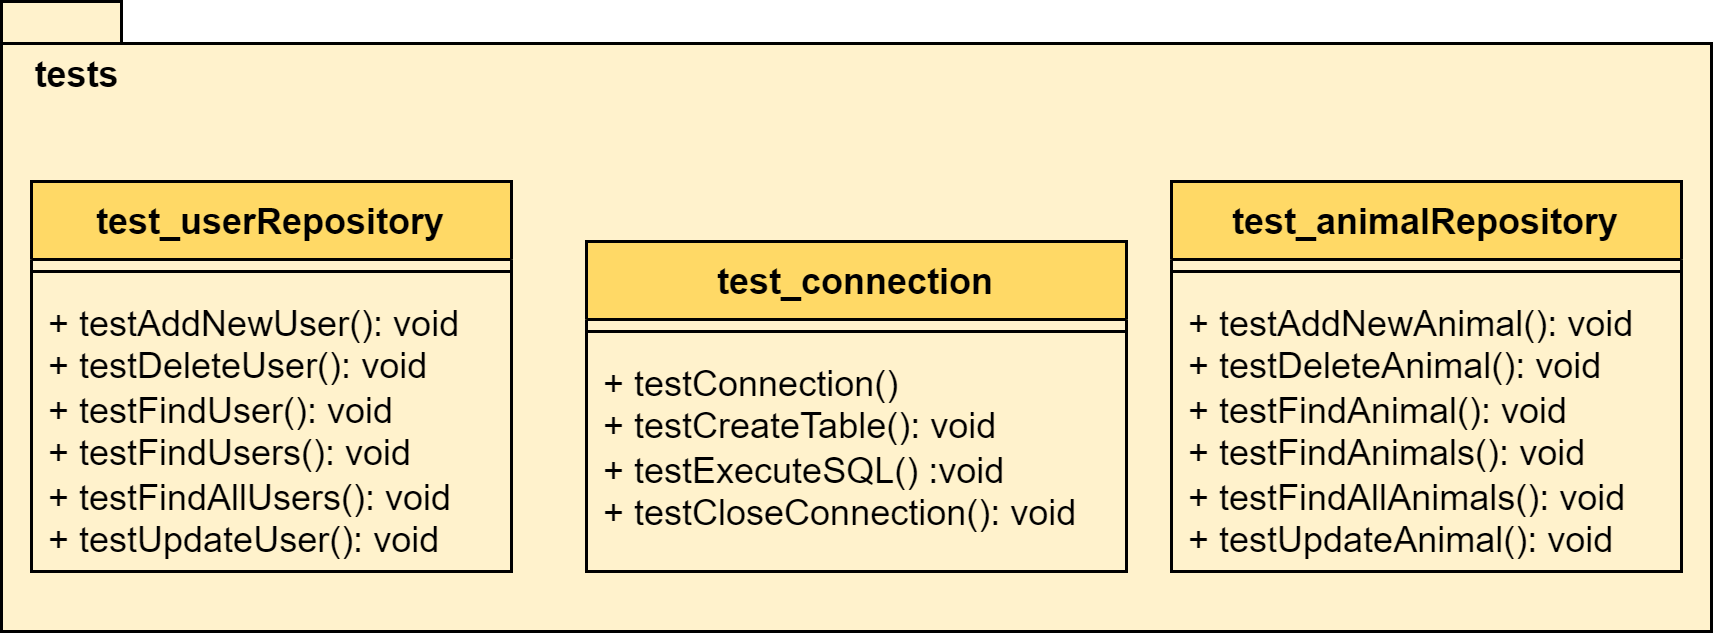 tests
test_userRepository
+ testAddNewUser(): void
+ testDeleteUser(): void
+ testFindUser(): void
+ testFindUsers(): void
+ testFindAllUsers(): void
+ testUpdateUser(): void
test_connection
+ testConnection()
+ testCreateTable(): void
+ testExecuteSQL() :void
+ testCloseConnection(): void
test_animalRepository
+ testAddNewAnimal(): void
+ testDeleteAnimal(): void
+ testFindAnimal(): void
+ testFindAnimals(): void
+ testFindAllAnimals(): void
+ testUpdateAnimal(): void